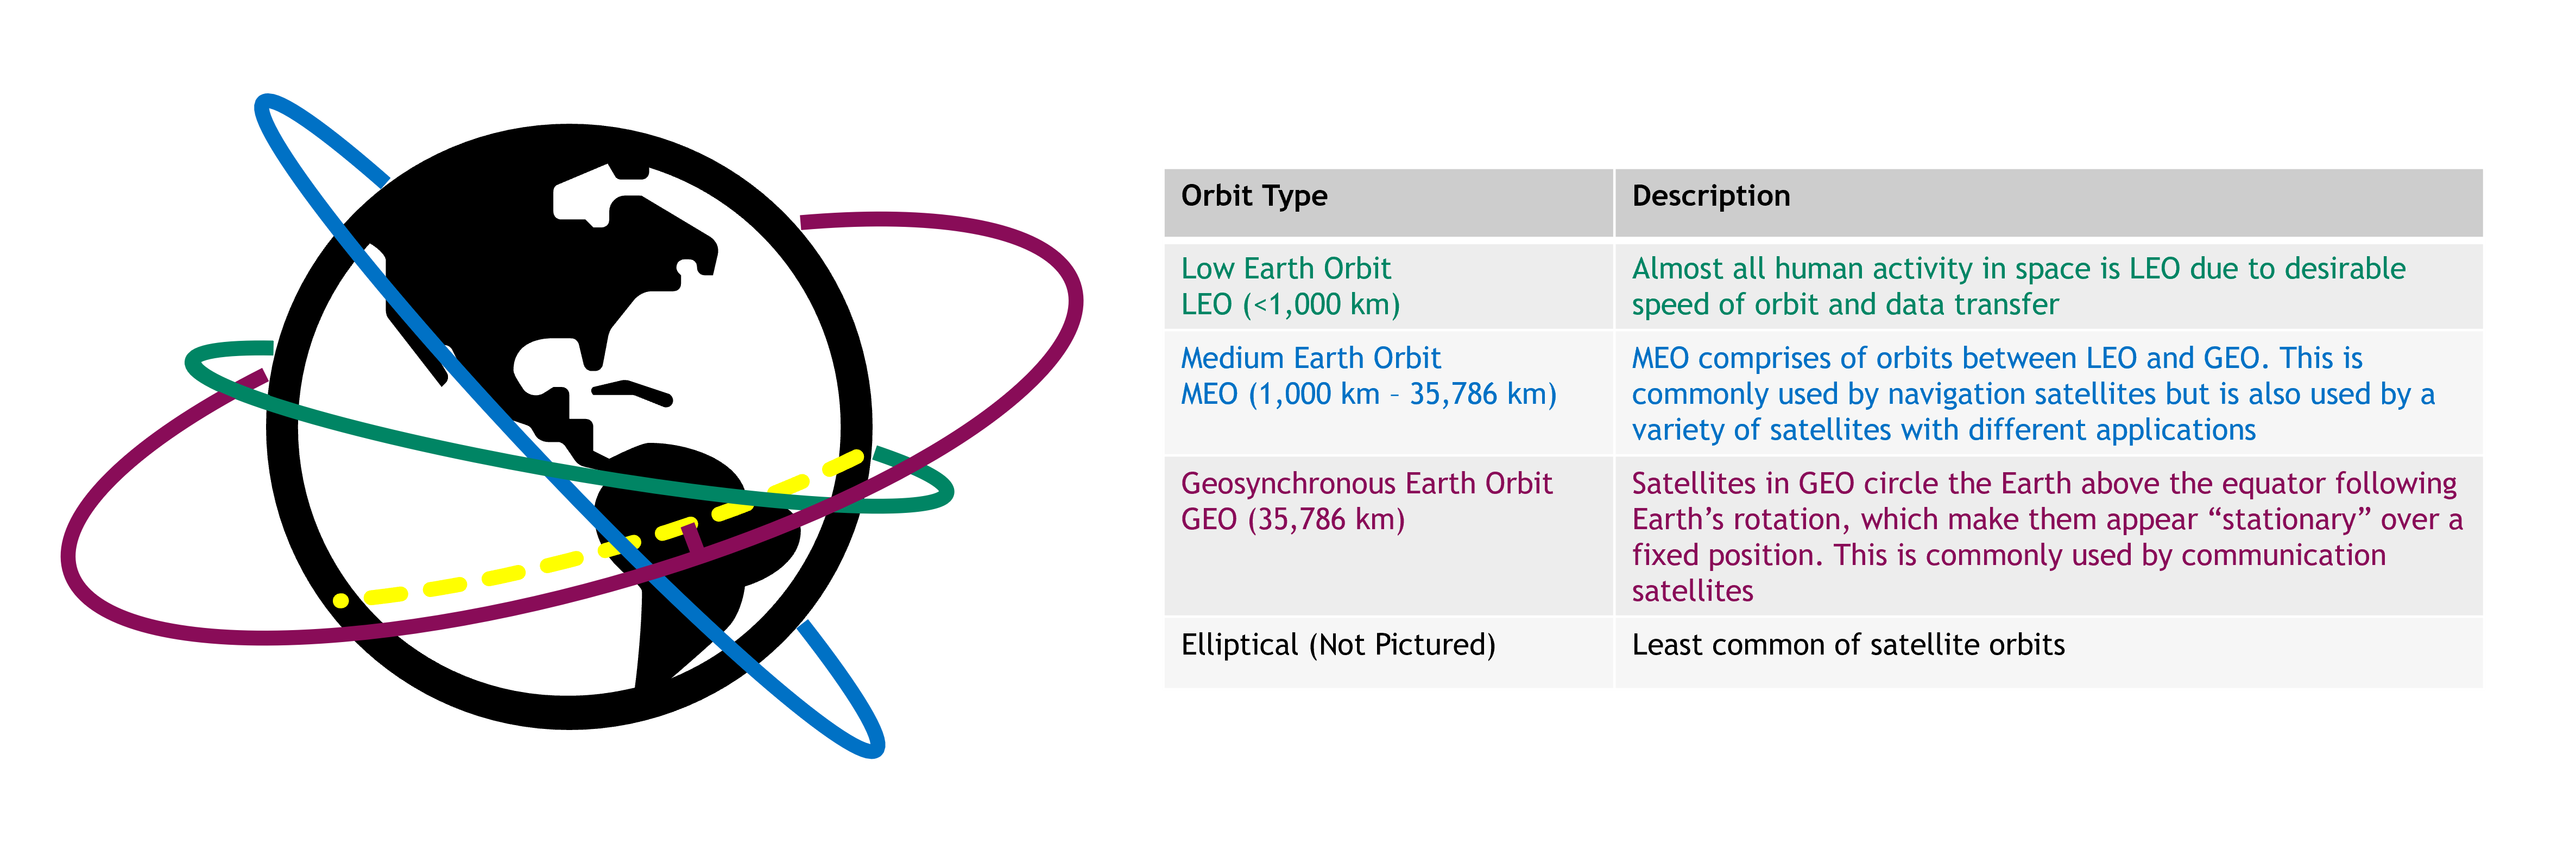 Orbit Type
Description
Low Earth Orbit
LEO (<1,000 km)
Almost all human activity in space is LEO due to desirable
speed of orbit and data transfer
Medium Earth Orbit
MEO (1,000 km – 35,786 km)
MEO comprises of orbits between LEO and GEO. This is
commonly used by navigation satellites but is also used by a
variety of satellites with different applications
Geosynchronous Earth Orbit
GEO (35,786 km)
Satellites in GEO circle the Earth above the equator following
Earth’s rotation, which make them appear “stationary” over a
fixed position. This is commonly used by communication
satellites
Elliptical (Not Pictured)
Least common of satellite orbits